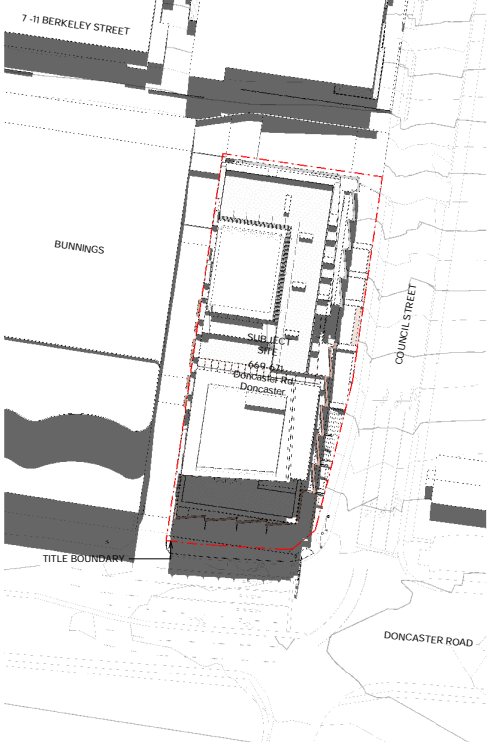 7 -11 BERKELEY STREET
BUNNINGS
COUNCIL STREET
SUBJECT
SITE
669-671
Doncaster Rd,
Doncaster
TITLE BOUNDARY
DONCASTER ROAD